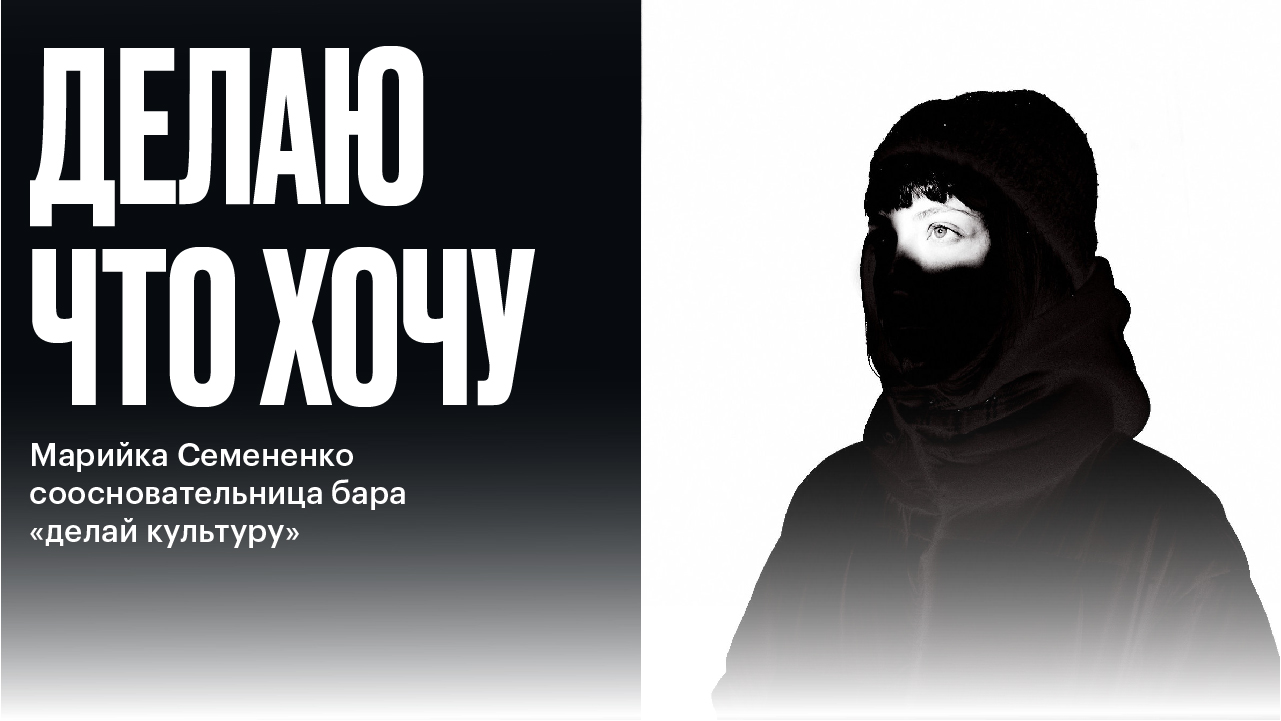 ДЕЛАЮ
ЧТО ХОЧУ
Марийка Семененко
соосновательница бара
«делай культуру»